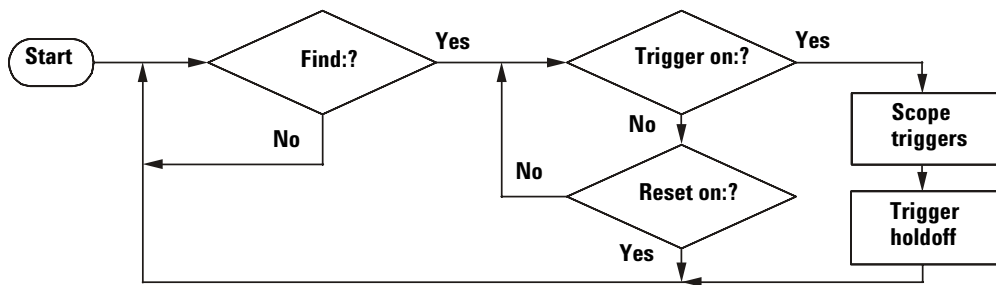 Start
Find:?
Yes
No
Trigger on:?
Yes
No
Reset on:?
No
Yes
Scope
triggers
Trigger
holdoff